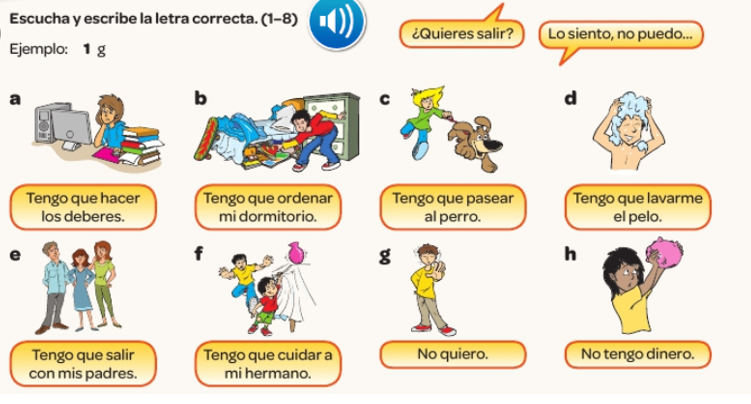 Escucha y escribe la letra correcta. (1–8)
Ejemplo: 1 g
¿Quieres salir?
Lo siento, no puedo...
a
b
c
d
Tengo que hacer
los deberes.
Tengo que ordenar
mi dormitorio.
Tengo que pasear
al perro.
Tengo que lavarme
el pelo.
e
f
g
h
Tengo que salir
con mis padres.
Tengo que cuidar a
mi hermano.
No quiero.
No tengo dinero.